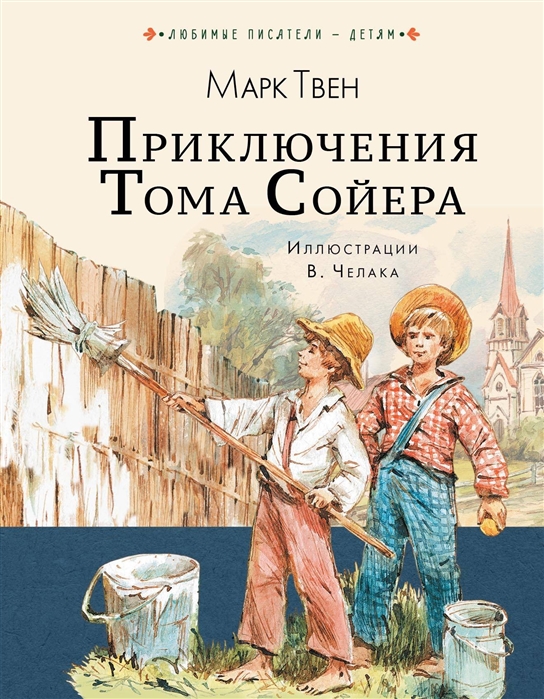 •ЛЮБИМЫЕ ПИСАТЕЛИ – ДЕТЯМ•
МАРК ТВЕН
ПРИКЛЮЧЕНИЯ
ТОМА СОЙЕРА
ИЛЛЮСТРАЦИИ
В. ЧЕЛАКА